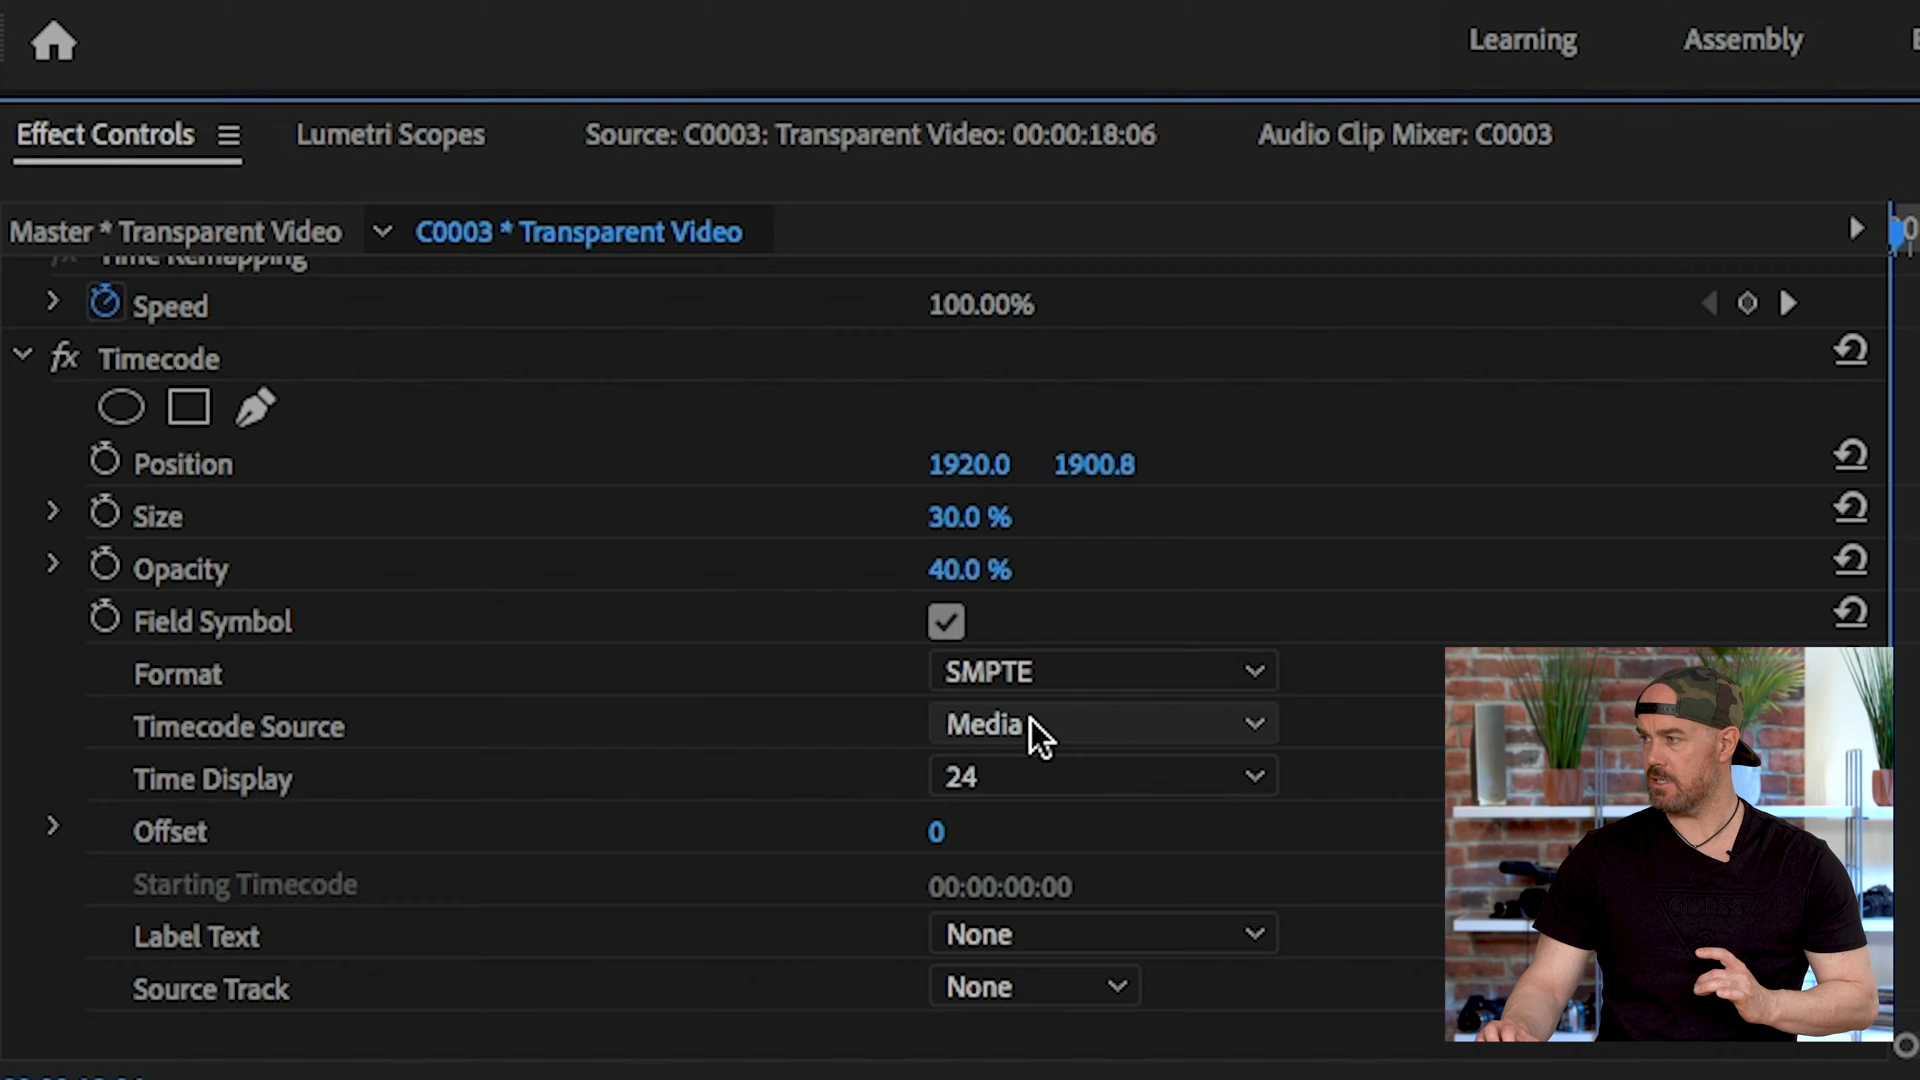 Learning
Assembly
Effect Controls
Lumetri Scopes
Source: C0003: Transparent Video: 00:00:18:06
Audio Clip Mixer: C0003
Master * Transparent Video
C0003 * Transparent Video
Time Remapping
Speed 100.00%
fx Timecode
Position 1920.0 1900.8
Size 30.0 %
Opacity 40.0 %
Field Symbol
Format SMPTE
Timecode Source Media
Time Display 24
Offset 0
Starting Timecode 00:00:00:00
Label Text None
Source Track None